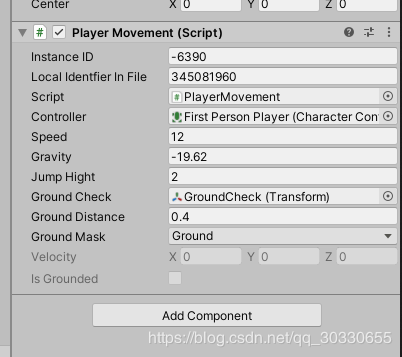 Center X 0 Y 0 Z 0
# Player Movement (Script)
Instance ID -6390
Local Identfier In File 345081960
Script # PlayerMovement
Controller First Person Player (Character Con
Speed 12
Gravity -19.62
Jump Hight 2
Ground Check GroundCheck (Transform)
Ground Distance 0.4
Ground Mask Ground
Velocity X 0 Y 0 Z 0
Is Grounded
Add Component
https://blog.csdn.net/qq_30330655